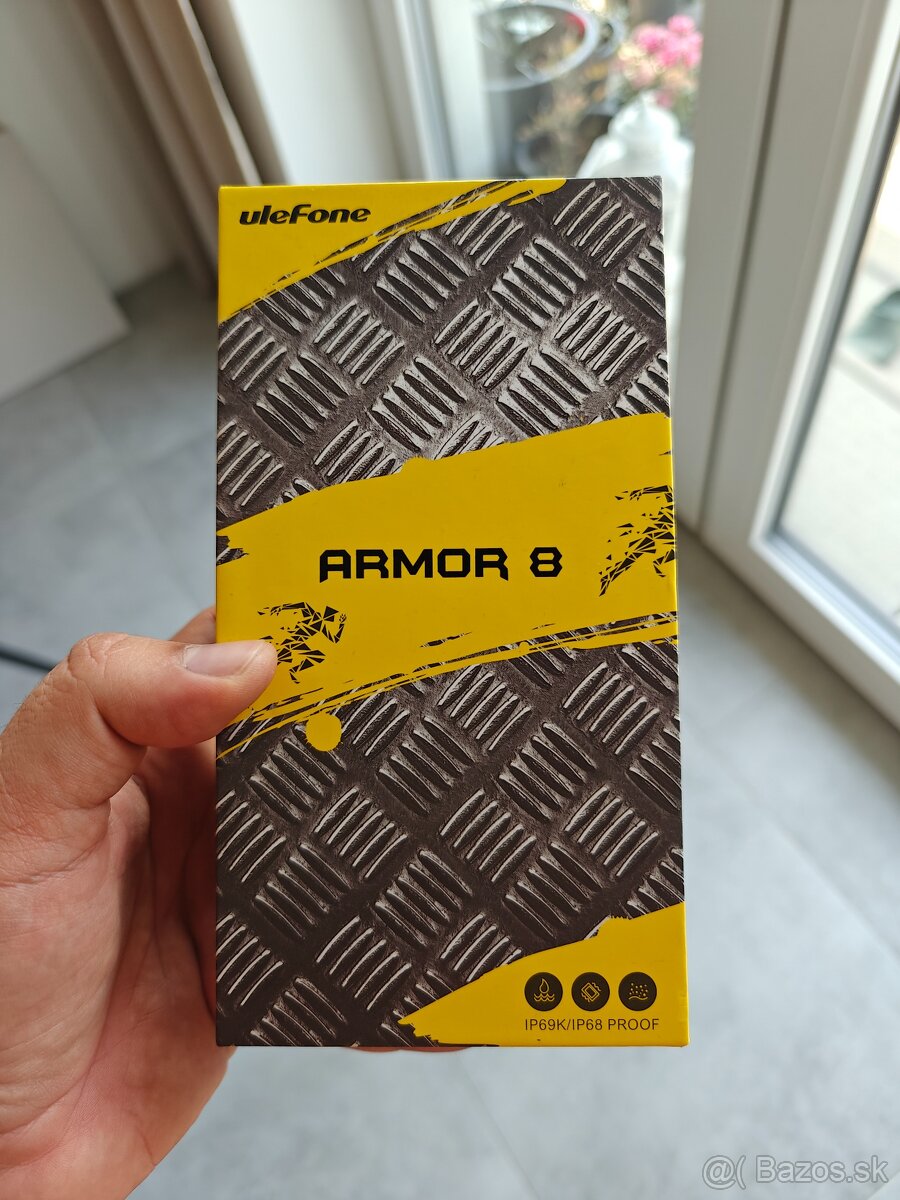 uleFone
ARMOR 8
IP69K/IP68 PROOF
@( Bazos.sk